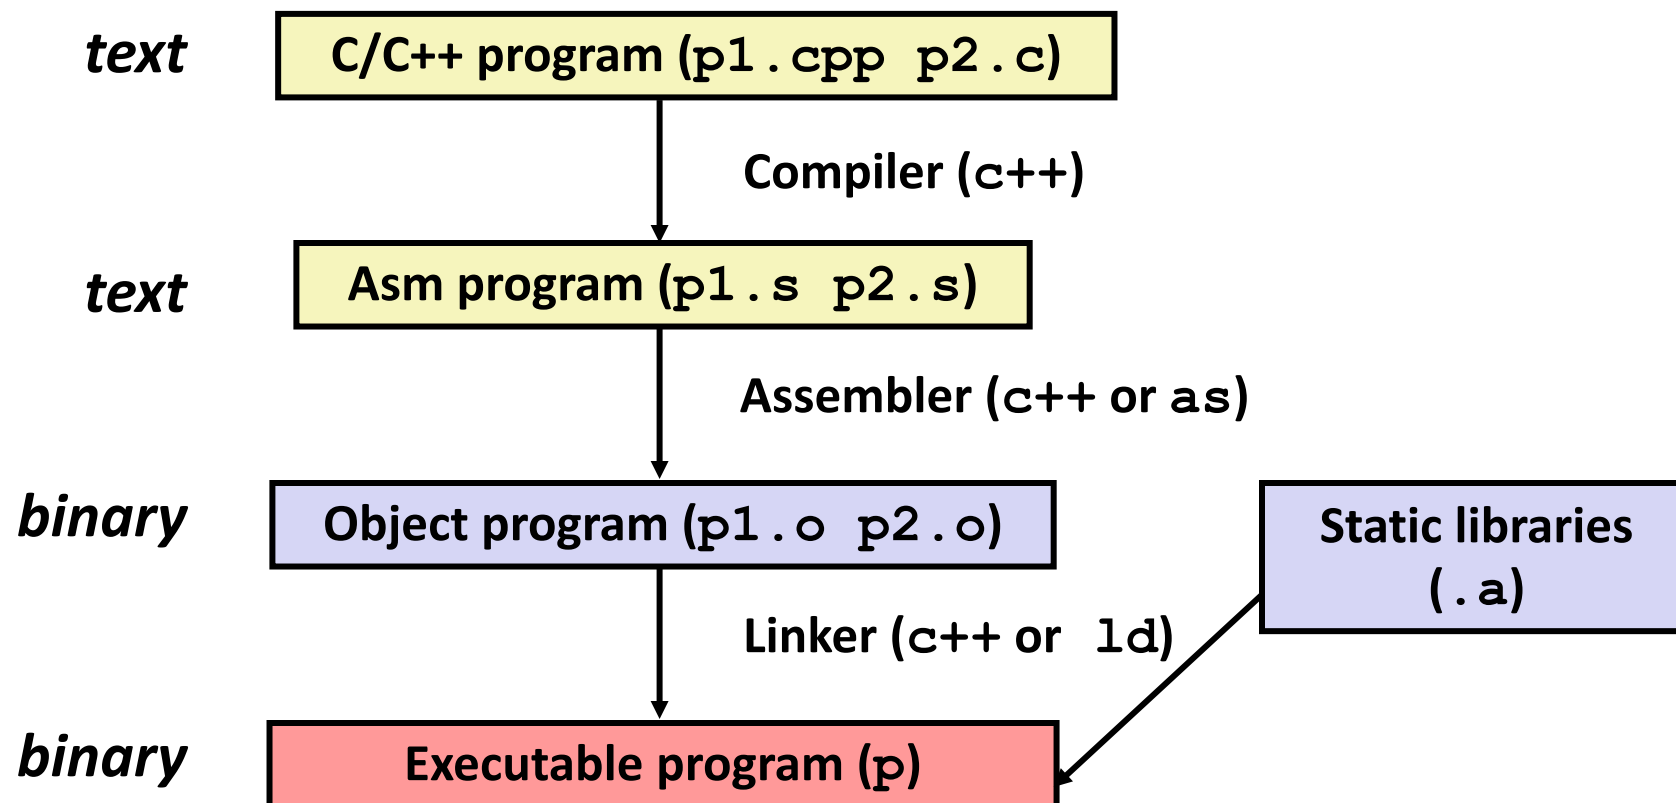 text
C/C++ program (p1.cpp p2.c)
Compiler (c++)
text
Asm program (p1.s p2.s)
Assembler (c++ or as)
binary
Object program (p1.o p2.o)
Static libraries
(.a)
Linker (c++ or ld)
binary
Executable program (p)